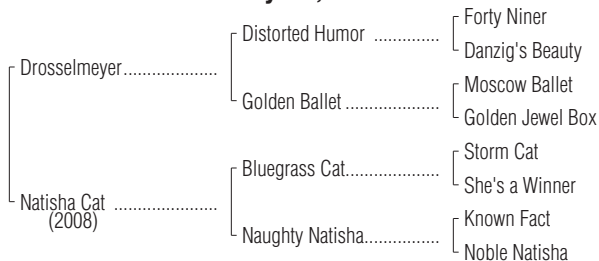 Forty Niner
Distorted Humor ..............
Danzig's Beauty
Drosselmeyer....................
Moscow Ballet
Golden Ballet ....................
Golden Jewel Box
Storm Cat
Bluegrass Cat....................
She's a Winner
Natisha Cat ......................
(2008)
Known Fact
Naughty Natisha................
Noble Natisha